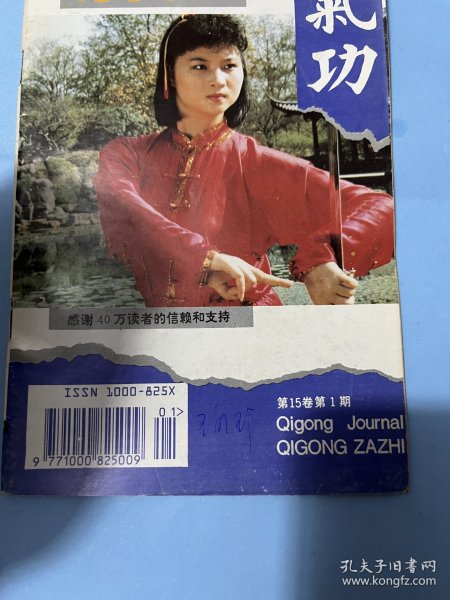 氣功
感谢40万读者的信赖和支持
ISSN 1000-825X
01>
9 771000 825009
第15卷第1期
Qigong Journal
QIGONG ZAZHI
孔夫子旧书网
www.kongfz.com